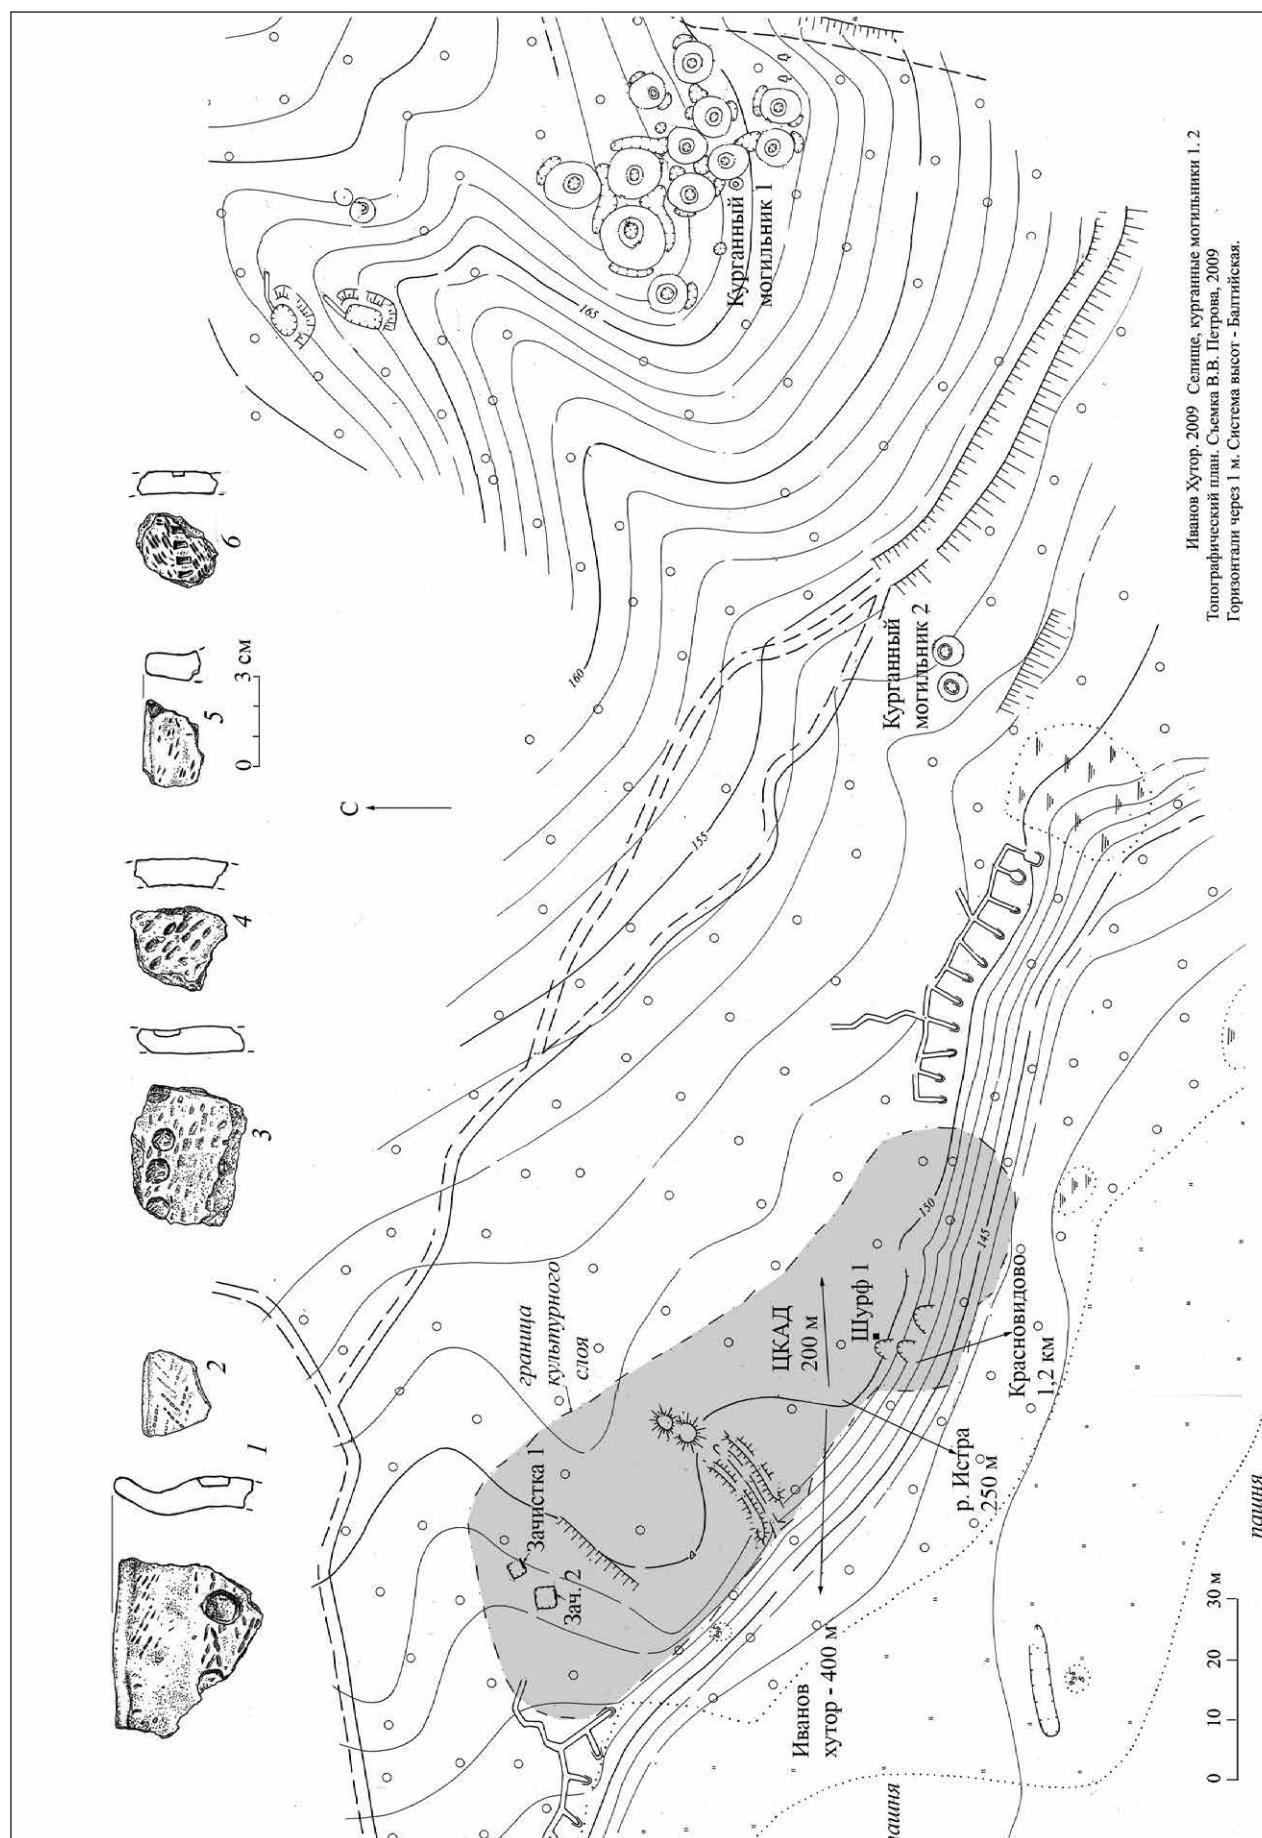 1
2
3
4
5
6
0
3 см
С
165
160
155
150
145
Курганный
могильник 1
Курганный
могильник 2
граница
культурного
слоя
Зачистка 1
Зач. 2
ЦКАД
200 м
Шурф 1
Иванов
хутор - 400 м
р. Истра
250 м
Красновидово
1,2 км
пашня
0
10
20
30 м
Иванов Хутор. 2009 Селище, курганные могильники 1. 2
Топографический план. Съемка В.В. Петрова, 2009
Горизонтали через 1 м. Система высот - Балтийская.